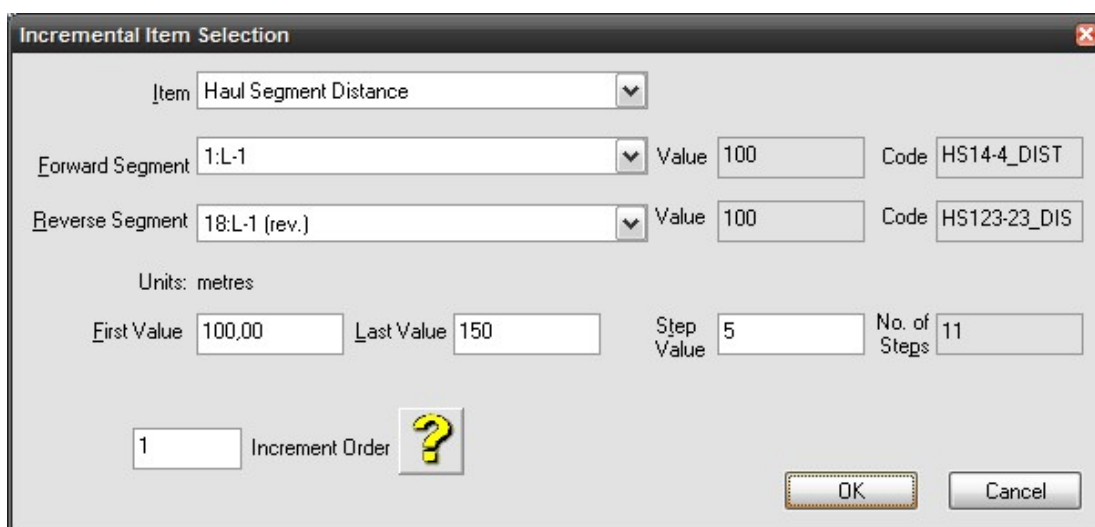 Incremental Item Selection
Item Haul Segment Distance
Forward Segment 1:L-1 Value 100 Code HS14-4_DIST
Reverse Segment 18:L-1 (rev.) Value 100 Code HS123-23_DIS
Units: metres
First Value 100,00 Last Value 150 Step Value 5 No. of Steps 11
1 Increment Order ?
OK Cancel